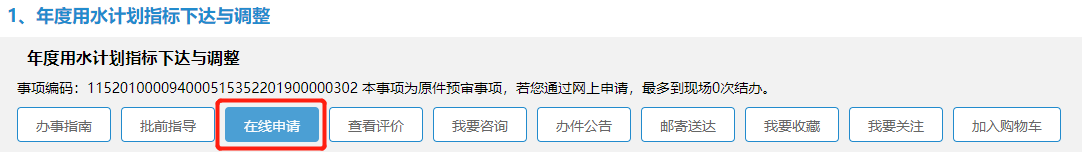 1、年度用水计划指标下达与调整
年度用水计划指标下达与调整
事项编码：11520100009400051535220190000­0302 本事项为原件预审事项，若您通过网上申请，最多到现场0次结办。
办事指南 批前指导 在线申请 查看评价 我要咨询 办件公告 邮寄送达 我要收藏 我要关注 加入购物车